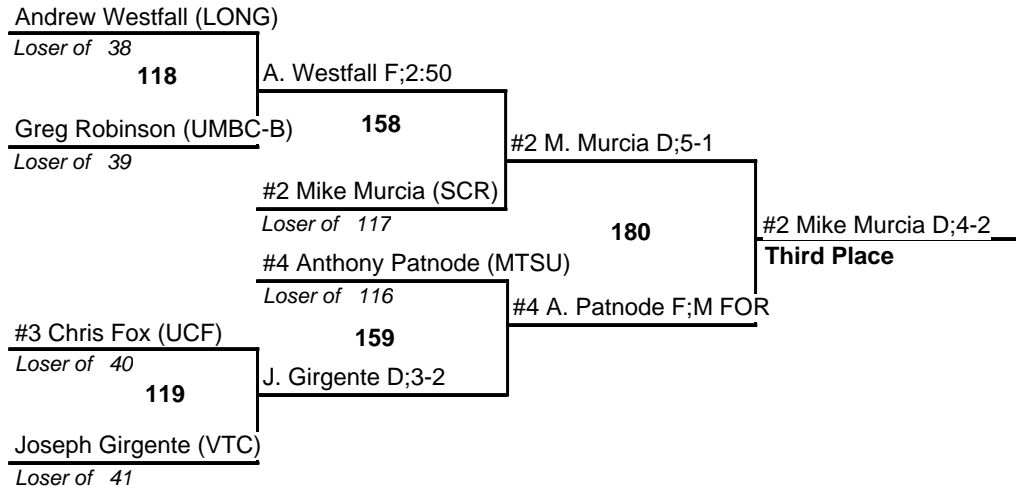 Andrew Westfall (LONG)
Loser of 38
118
A. Westfall F;2:50
Greg Robinson (UMBC-B)
Loser of 39
158
#2 M. Murcia D;5-1
#2 Mike Murcia (SCR)
Loser of 117
180
#2 Mike Murcia D;4-2
Third Place
#4 Anthony Patnode (MTSU)
Loser of 116
#4 A. Patnode F;M FOR
#3 Chris Fox (UCF)
Loser of 40
159
119
J. Girgente D;3-2
Joseph Girgente (VTC)
Loser of 41